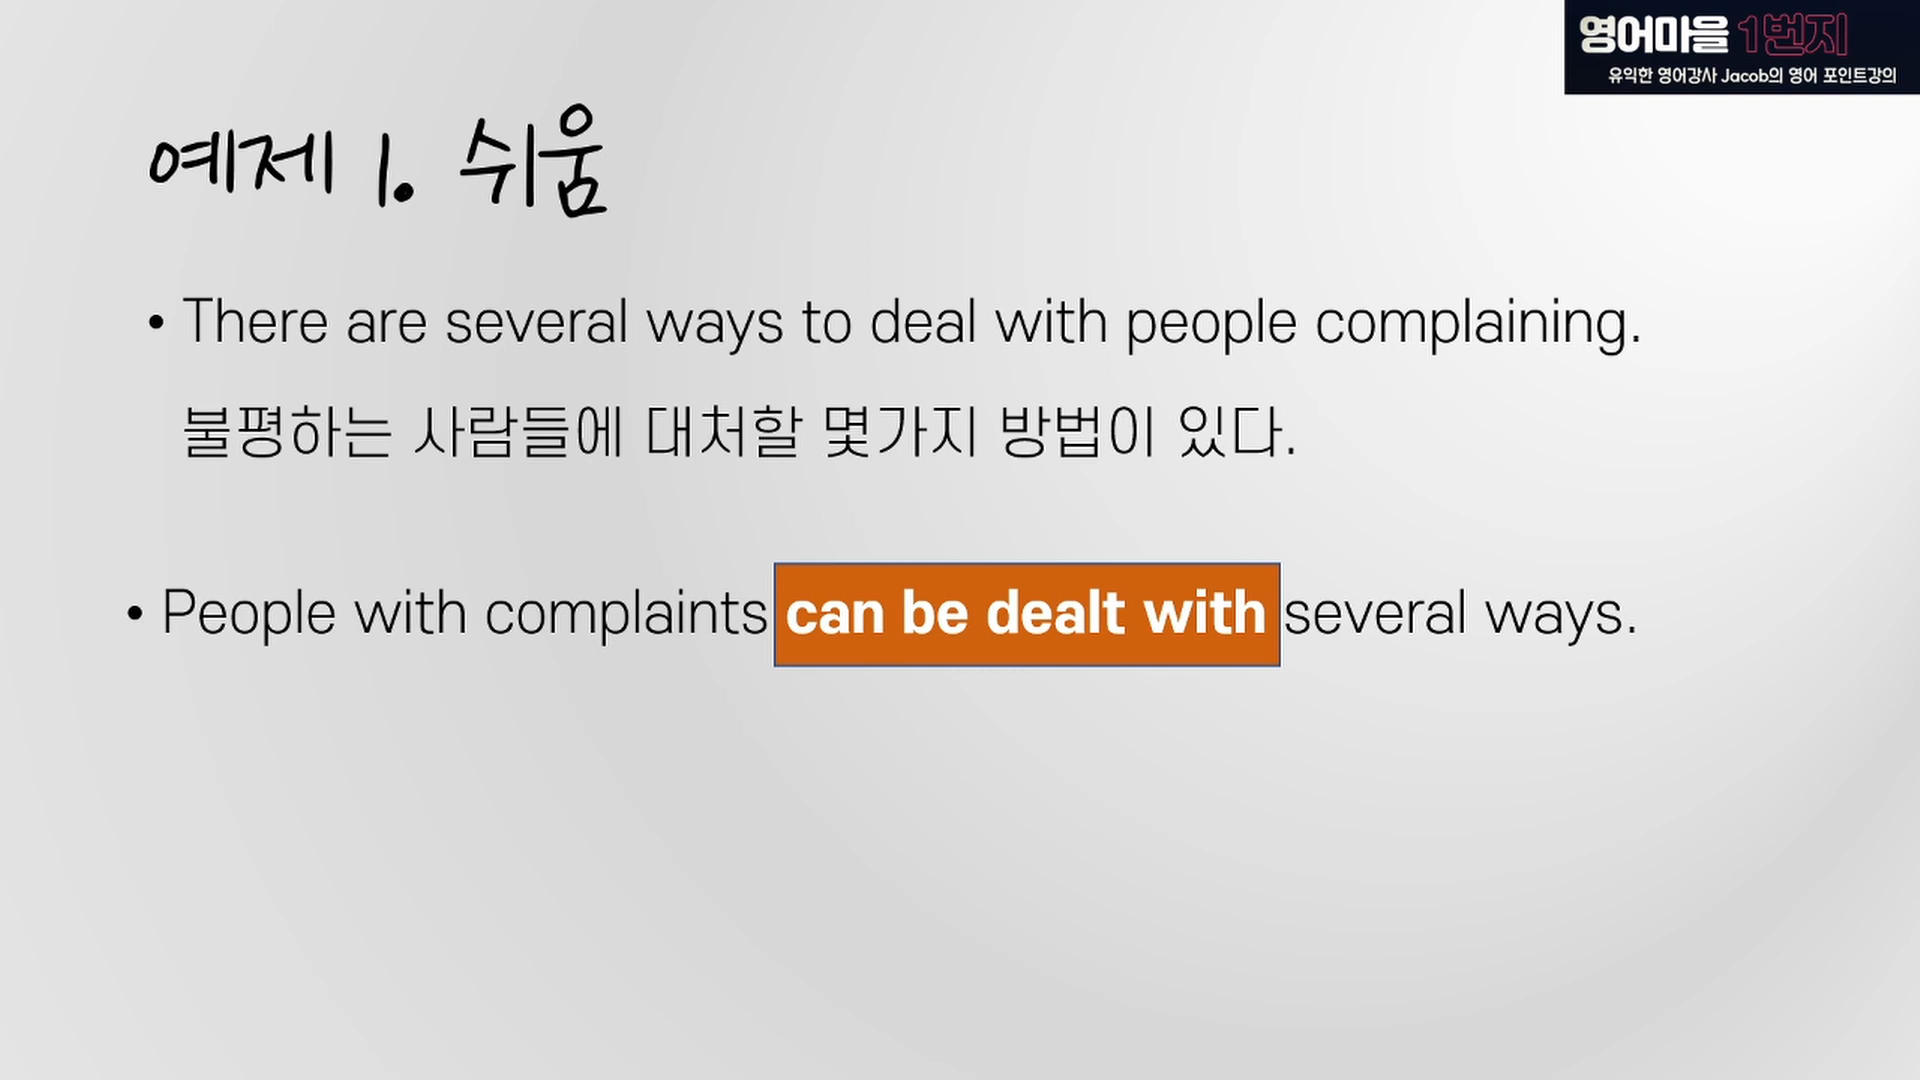 영어마을 1번지
유익한 영어강사 Jacob의 영어 포인트강의
예제 1. 쉬움
• There are several ways to deal with people complaining.
불평하는 사람들에 대처할 몇가지 방법이 있다.
• People with complaints can be dealt with several ways.